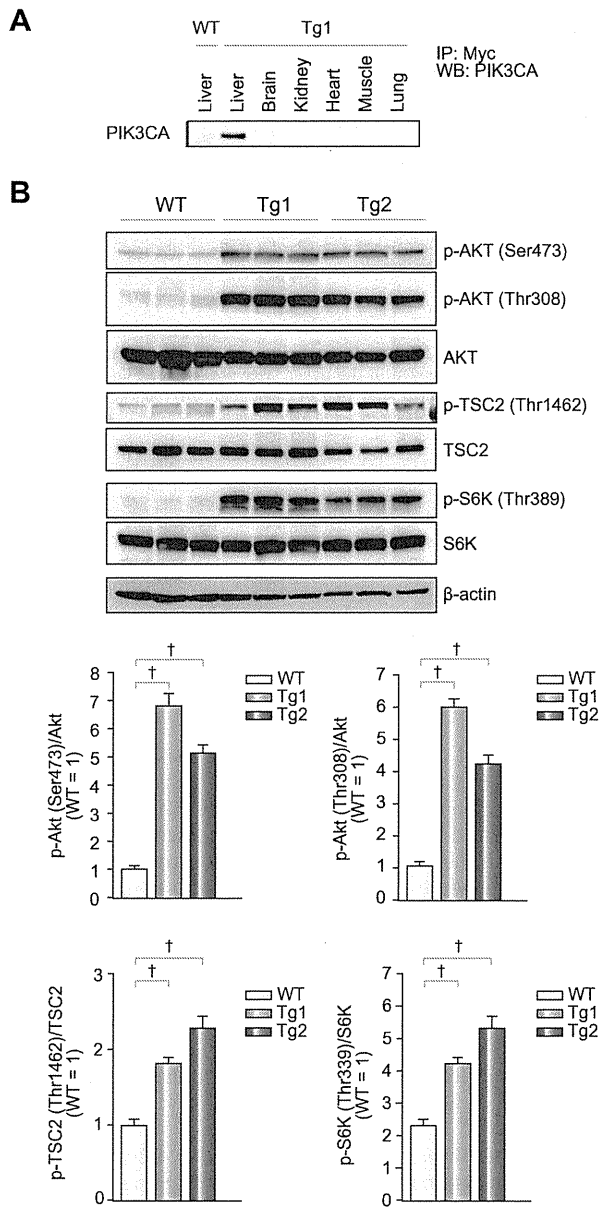 A
WT Tg1
Liver Liver Brain Kidney Heart Muscle Lung
IP: Myc
WB: PIK3CA
PIK3CA
B
WT Tg1 Tg2
p-AKT (Ser473)
p-AKT (Thr308)
AKT
p-TSC2 (Thr1462)
TSC2
p-S6K (Thr389)
S6K
β-actin
p-Akt (Ser473)/Akt
(WT = 1)
8
7
6
5
4
3
2
1
0
†
†
WT
Tg1
Tg2
p-Akt (Thr308)/Akt
(WT = 1)
7
6
5
4
3
2
1
0
†
†
WT
Tg1
Tg2
p-TSC2 (Thr1462)/TSC2
(WT = 1)
3
2
1
0
†
†
WT
Tg1
Tg2
p-S6K (Thr339)/S6K
(WT = 1)
7
6
5
4
3
2
1
0
†
†
WT
Tg1
Tg2